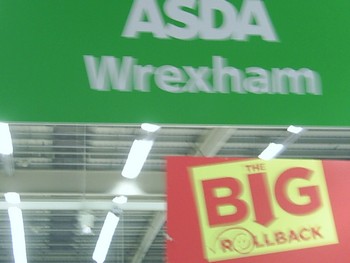 ASDA
Wrexham
THE
BIG
ROLLBACK